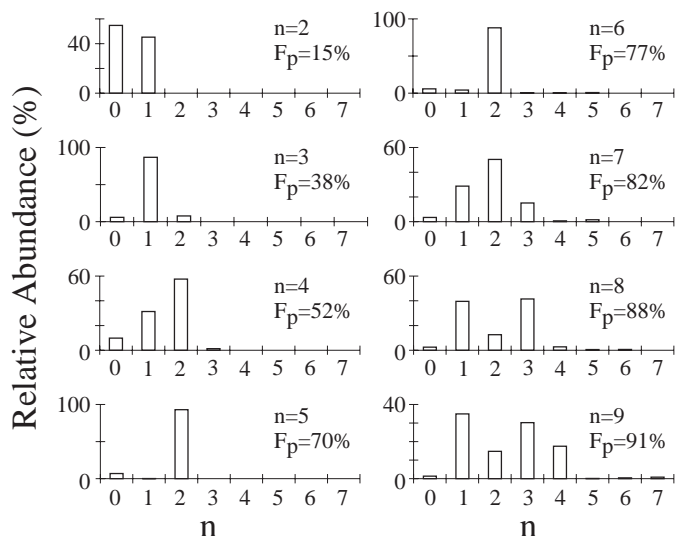 Relative Abundance (%)
60
0
0 1 2 3 4 5 6 7
n=2
Fp=15%
100
0
0 1 2 3 4 5 6 7
n=3
Fp=38%
60
0
0 1 2 3 4 5 6 7
n=4
Fp=52%
100
0
0 1 2 3 4 5 6 7
n=5
Fp=70%
n
100
0
0 1 2 3 4 5 6 7
n=6
Fp=77%
60
0
0 1 2 3 4 5 6 7
n=7
Fp=82%
60
0
0 1 2 3 4 5 6 7
n=8
Fp=88%
40
0
0 1 2 3 4 5 6 7
n=9
Fp=91%
n